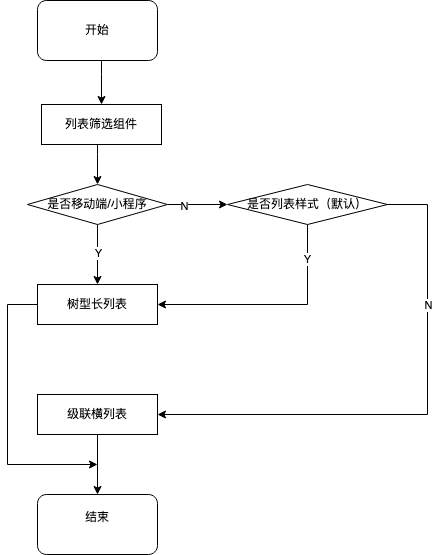 开始
列表筛选组件
是否移动端/小程序
N
是否列表样式（默认）
Y
Y
树型长列表
N
级联横列表
结束